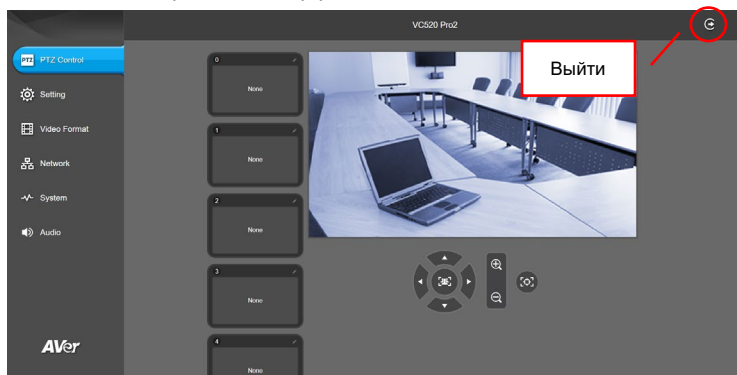 VC520 Pro2
Выйти
PTZ PTZ Control
Setting
Video Format
Network
System
Audio
AVer
0
None
1
None
2
None
3
None
4
None